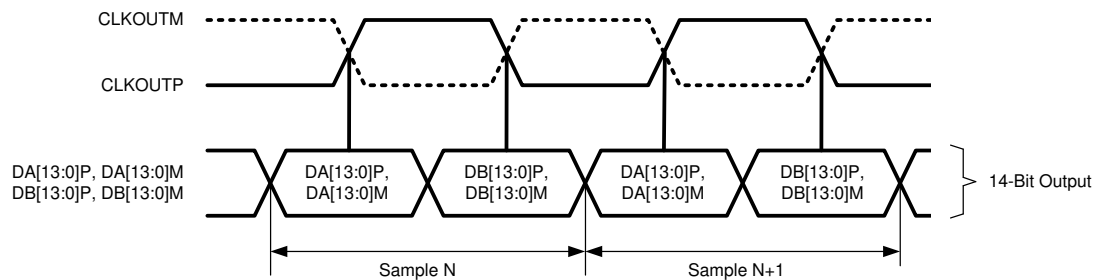 CLKOUTM
CLKOUTP
DA[13:0]P, DA[13:0]M
DB[13:0]P, DB[13:0]M
DA[13:0]P,
DA[13:0]M
DB[13:0]P,
DB[13:0]M
DA[13:0]P,
DA[13:0]M
DB[13:0]P,
DB[13:0]M
14-Bit Output
Sample N
Sample N+1